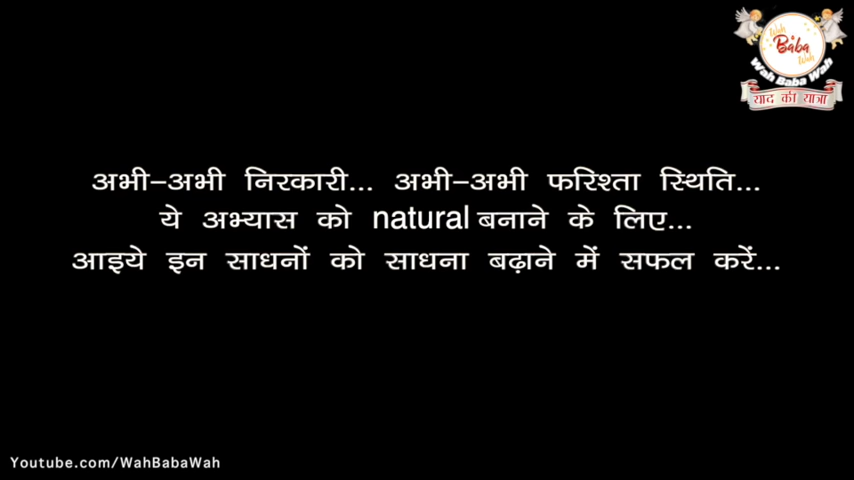 Wah
Baba
Wah
Wah Baba Wah
याद की यात्रा
अभी-अभी निरकारी... अभी-अभी फरिश्ता स्थिति...
ये अभ्यास को natural बनाने के लिए...
आइये इन साधनों को साधना बढ़ाने में सफल करें...
Youtube.com/WahBabaWah